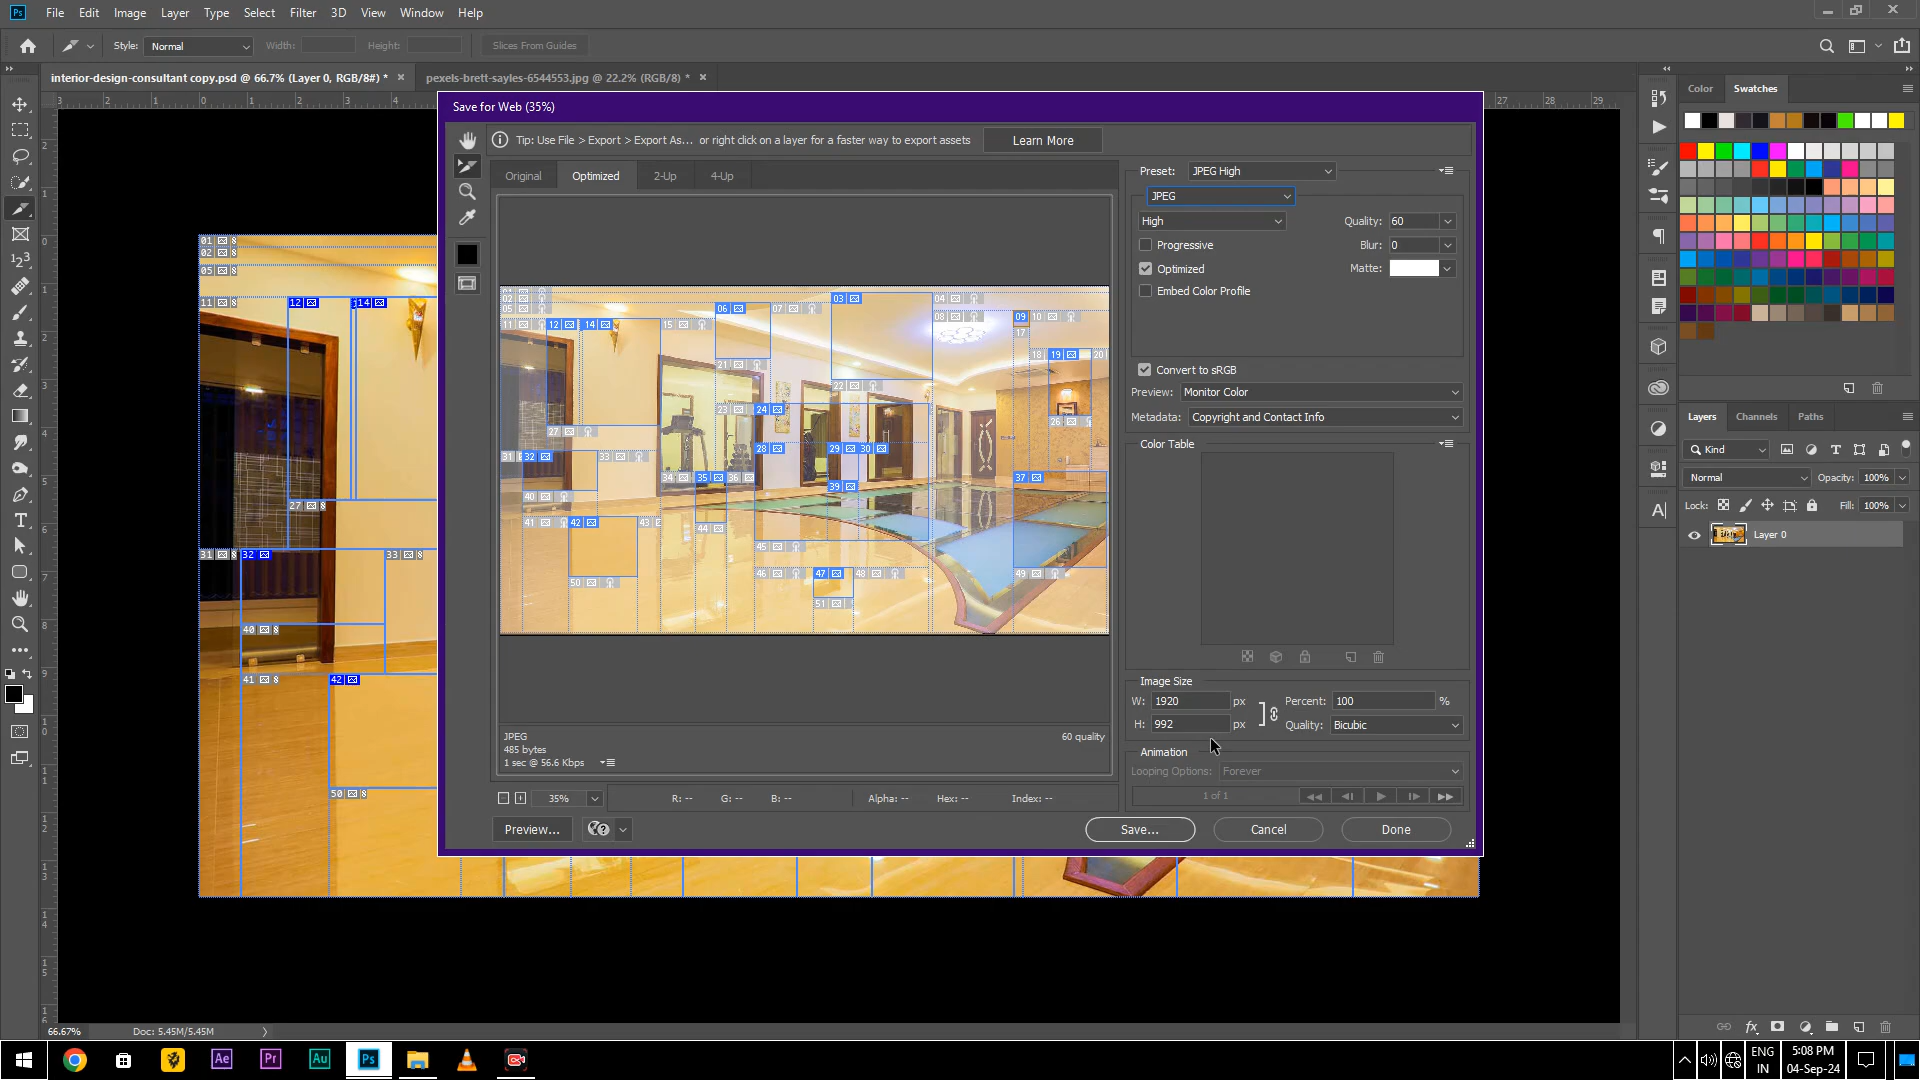 File Edit Image Layer Type Select Filter 3D View Window Help
Style: Normal Width: Height: Slices From Guides
interior-design-consultant copy.psd @ 66.7% (Layer 0, RGB/8#) * × pexels-brett-sayles-6544553.jpg @ 22.2% (RGB/8) * ×
Save for Web (35%)
Tip: Use File > Export > Export As... or right click on a layer for a faster way to export assets Learn More
Original Optimized 2-Up 4-Up
Preset: JPEG High
JPEG
High Quality: 60
Progressive Blur: 0
Optimized Matte:
Embed Color Profile
Convert to sRGB
Preview: Monitor Color
Metadata: Copyright and Contact Info
Color Table
Image Size
W: 1920 px Percent: 100 %
H: 992 px Quality: Bicubic
Animation
Looping Options: Forever
1 of 1
JPEG 60 quality
485 bytes
1 sec @ 56.6 Kbps
35% R: -- G: -- B: -- Alpha: -- Hex: -- Index: --
Preview... Save... Cancel Done
Color Swatches
Layers Channels Paths
Kind
Normal Opacity: 100%
Lock: Fill: 100%
Layer 0
66.67% Doc: 5.45M/5.45M
ENG 5:08 PM
IN 04-Sep-24